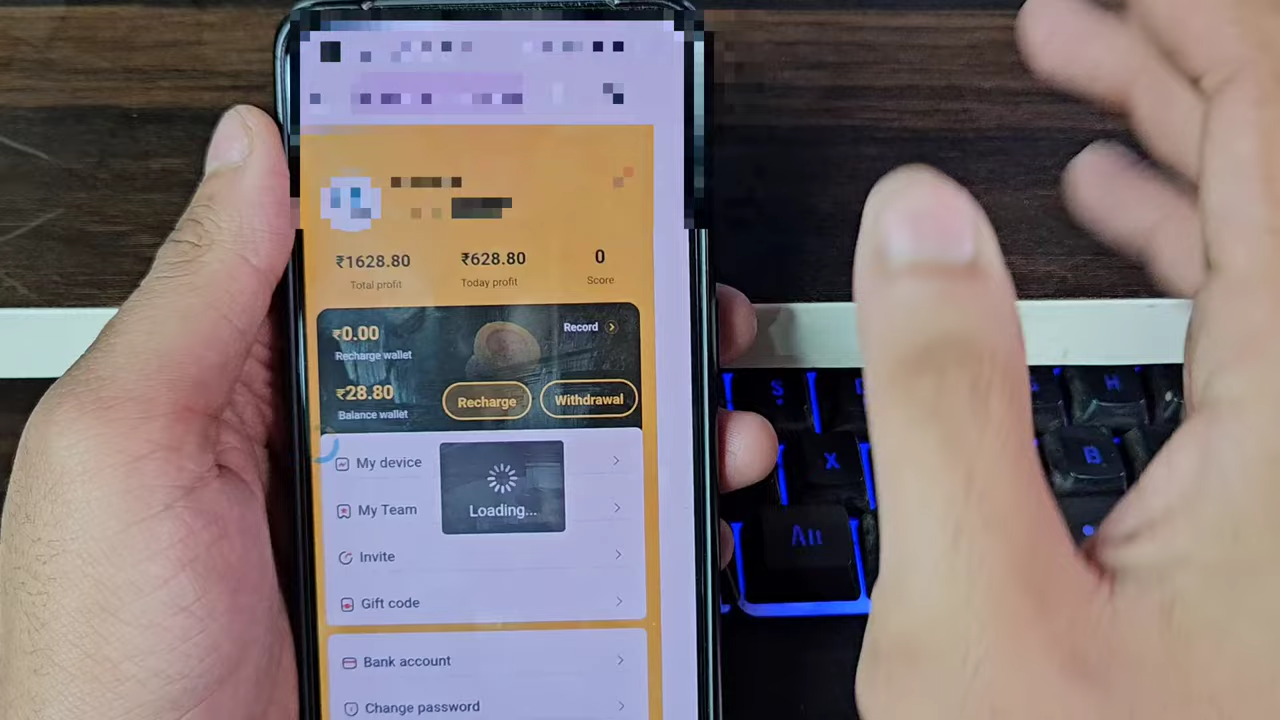 ₹1628.80 ₹628.80 0
Total profit Today profit Score
₹0.00 Record
Recharge wallet
₹28.80 Recharge Withdrawal
Balance wallet
My device
My Team
Loading...
Invite
Gift code
Bank account
Change password
S
H
X
B
Alt